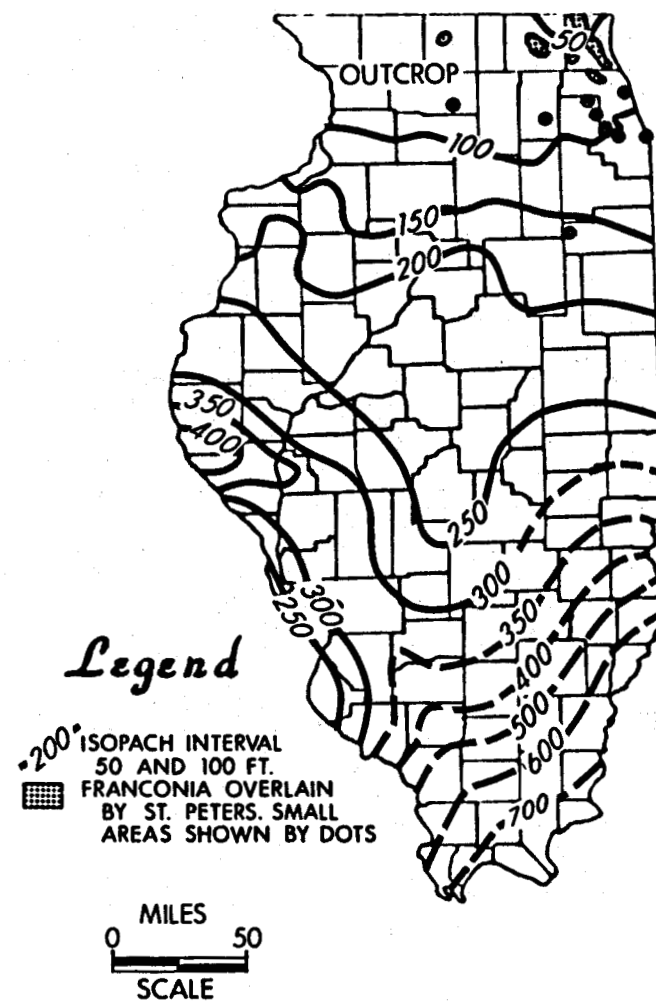 50
OUTCROP
100
150
200
350
400
250
300
300
250
350
400
500
600
700
Legend
"200" ISOPACH INTERVAL
50 AND 100 FT.
FRANCONIA OVERLAIN
BY ST. PETERS. SMALL
AREAS SHOWN BY DOTS
MILES
0 50
SCALE